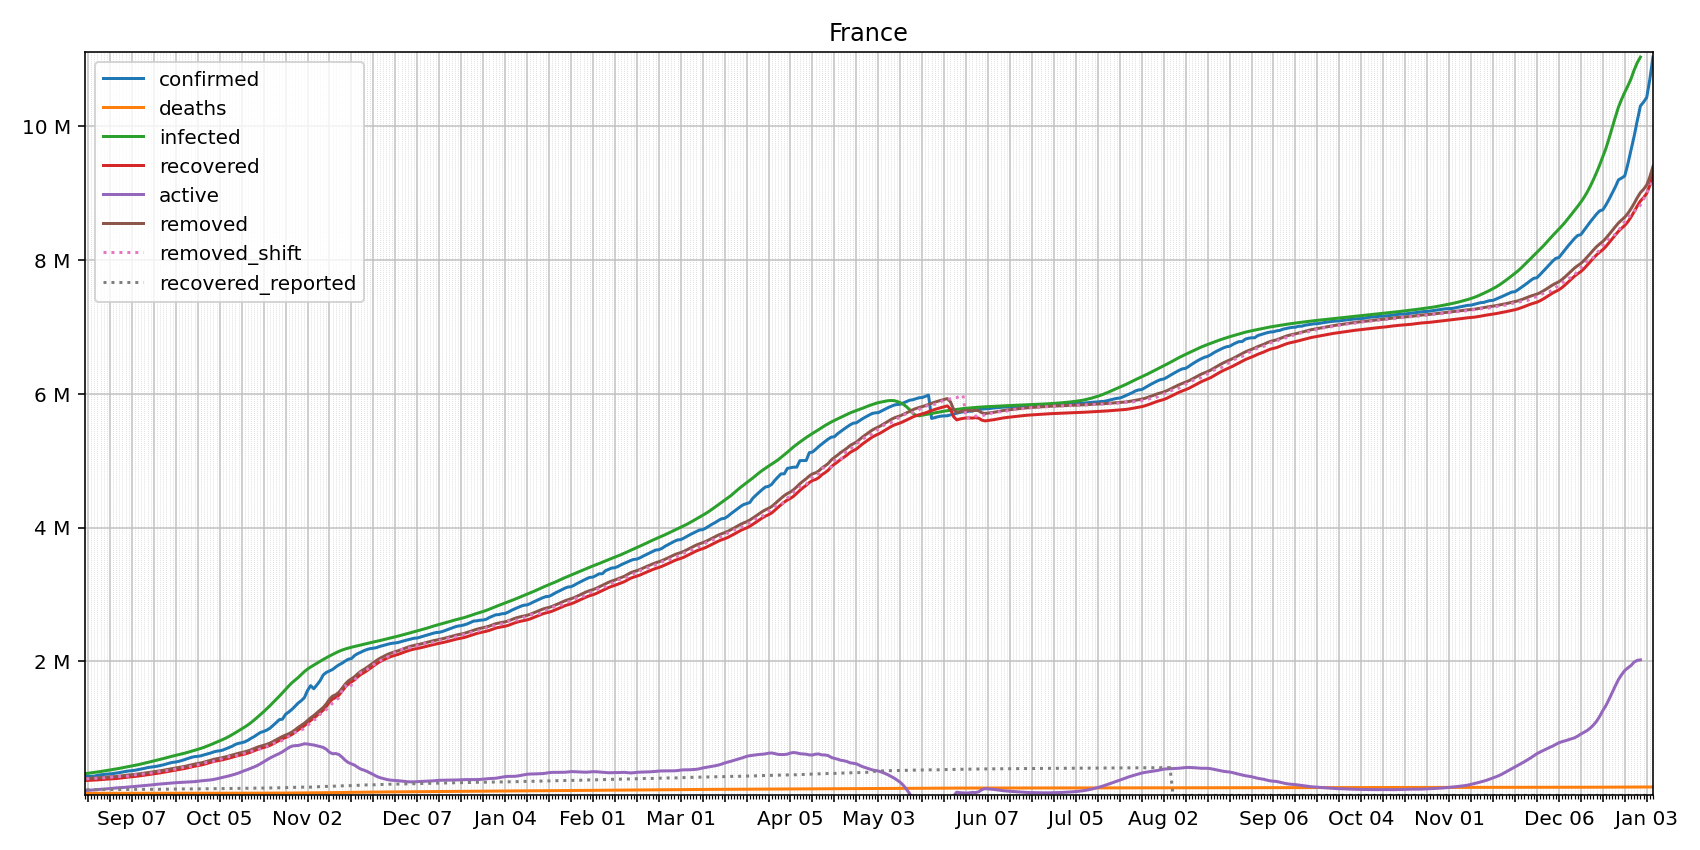 France
confirmed
deaths
infected
recovered
active
removed
removed_shift
recovered_reported
10 M
8 M
6 M
4 M
2 M
Sep 07 Oct 05 Nov 02 Dec 07 Jan 04 Feb 01 Mar 01 Apr 05 May 03 Jun 07 Jul 05 Aug 02 Sep 06 Oct 04 Nov 01 Dec 06 Jan 03